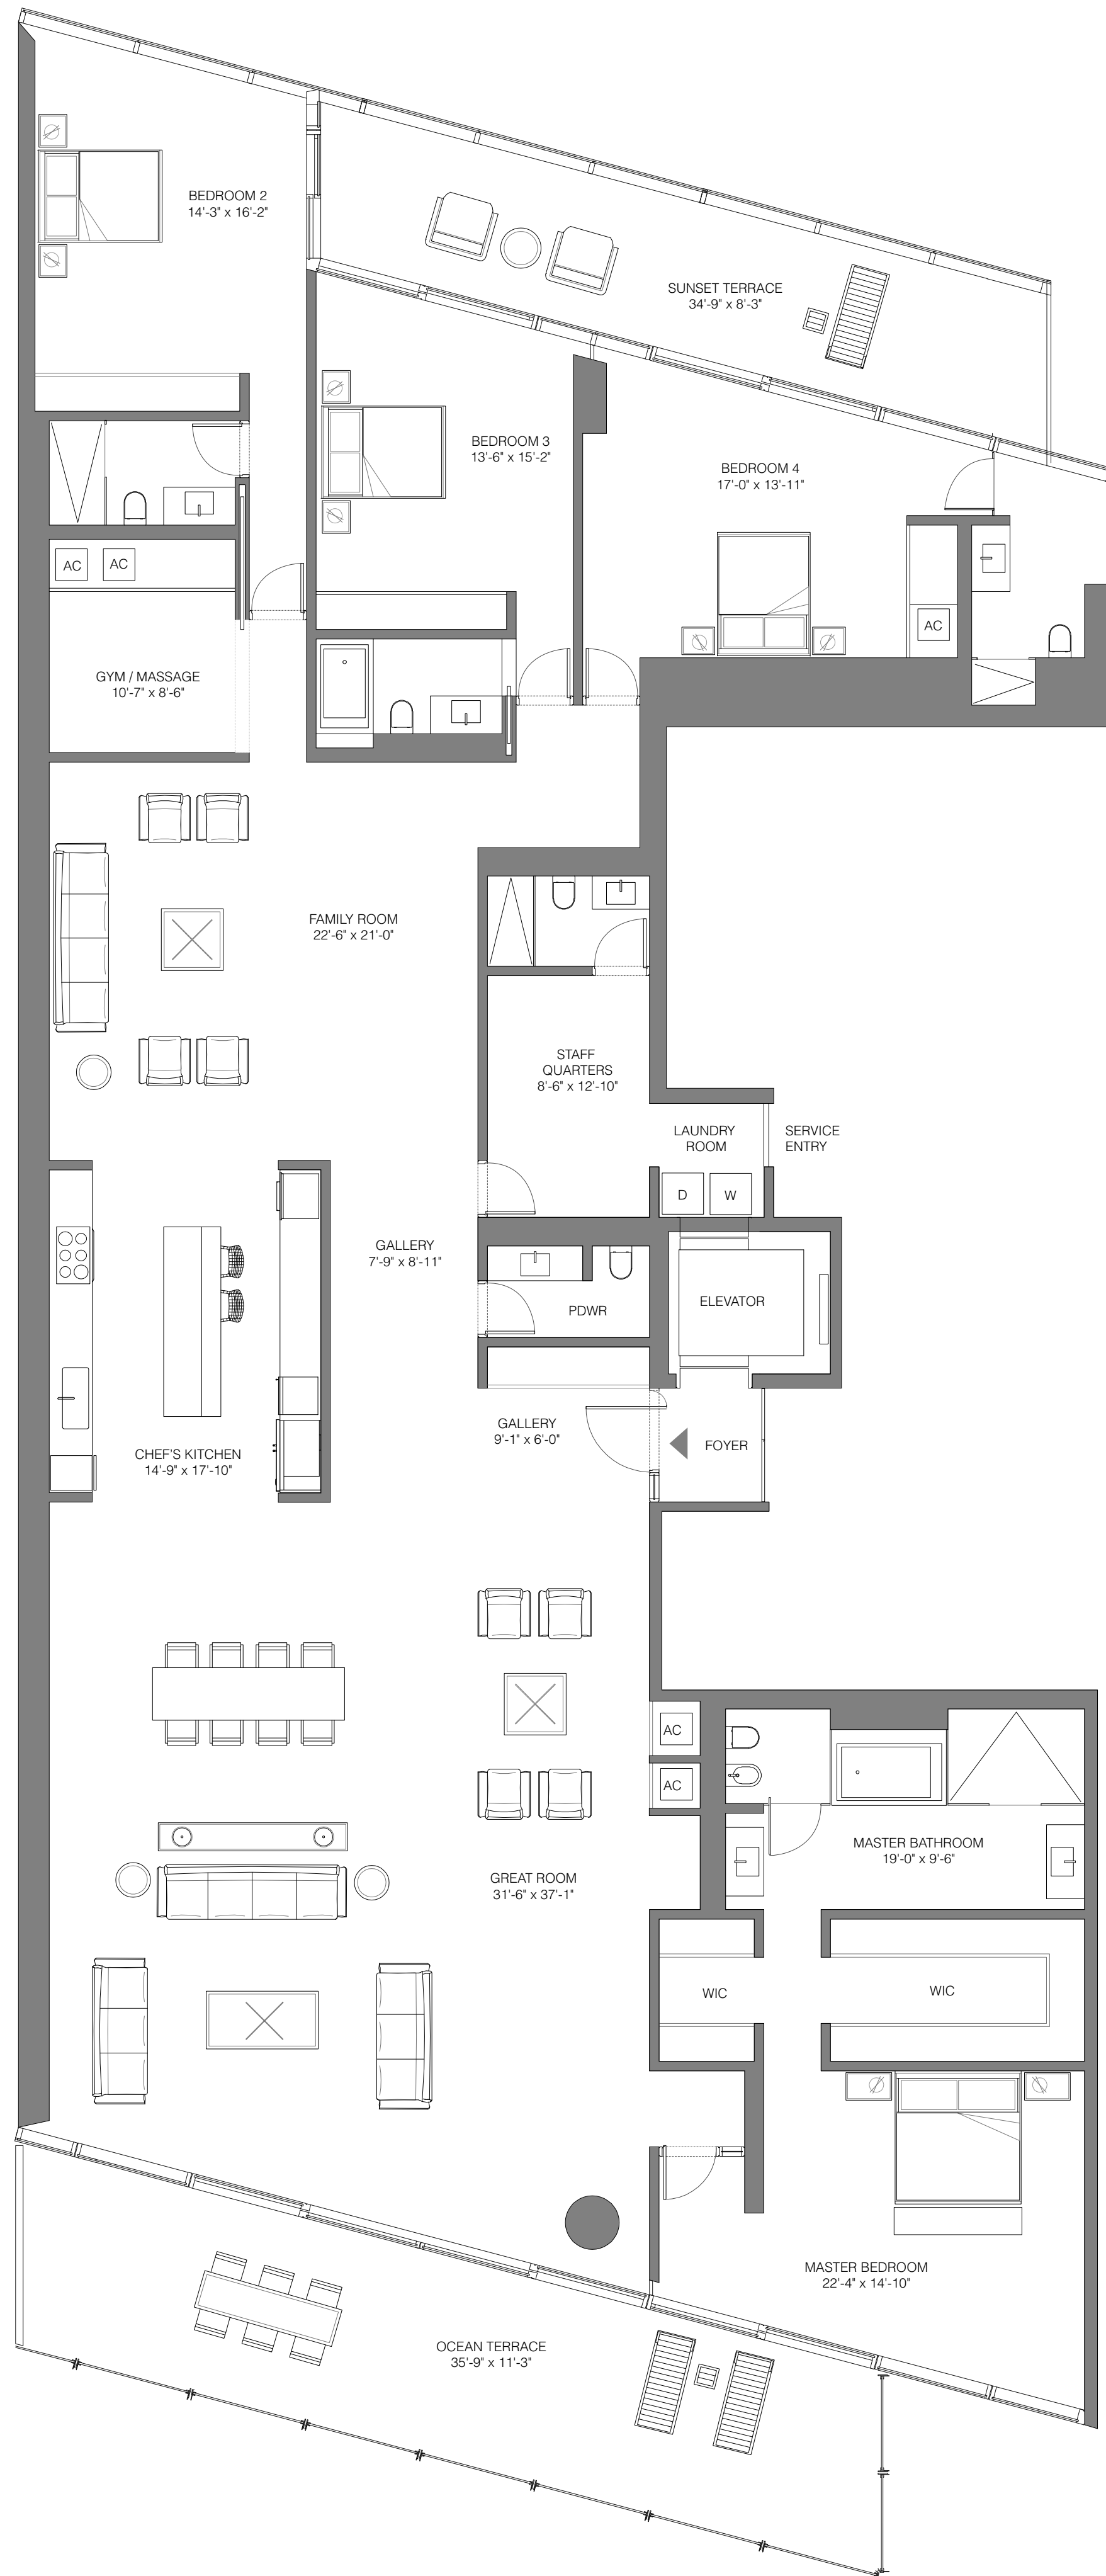 BEDROOM 2
14'-3" x 16'-2"
SUNSET TERRACE
34'-9" x 8'-3"
BEDROOM 3
13'-6" x 15'-2"
BEDROOM 4
17'-0" x 13'-11"
AC
AC
AC
GYM / MASSAGE
10'-7" x 8'-6"
FAMILY ROOM
22'-6" x 21'-0"
STAFF
QUARTERS
8'-6" x 12'-10"
LAUNDRY
ROOM
SERVICE
ENTRY
D
W
GALLERY
7'-9" x 8'-11"
PDWR
ELEVATOR
GALLERY
9'-1" x 6'-0"
FOYER
CHEF'S KITCHEN
14'-9" x 17'-10"
AC
AC
MASTER BATHROOM
19'-0" x 9'-6"
GREAT ROOM
31'-6" x 37'-1"
WIC
WIC
MASTER BEDROOM
22'-4" x 14'-10"
OCEAN TERRACE
35'-9" x 11'-3"